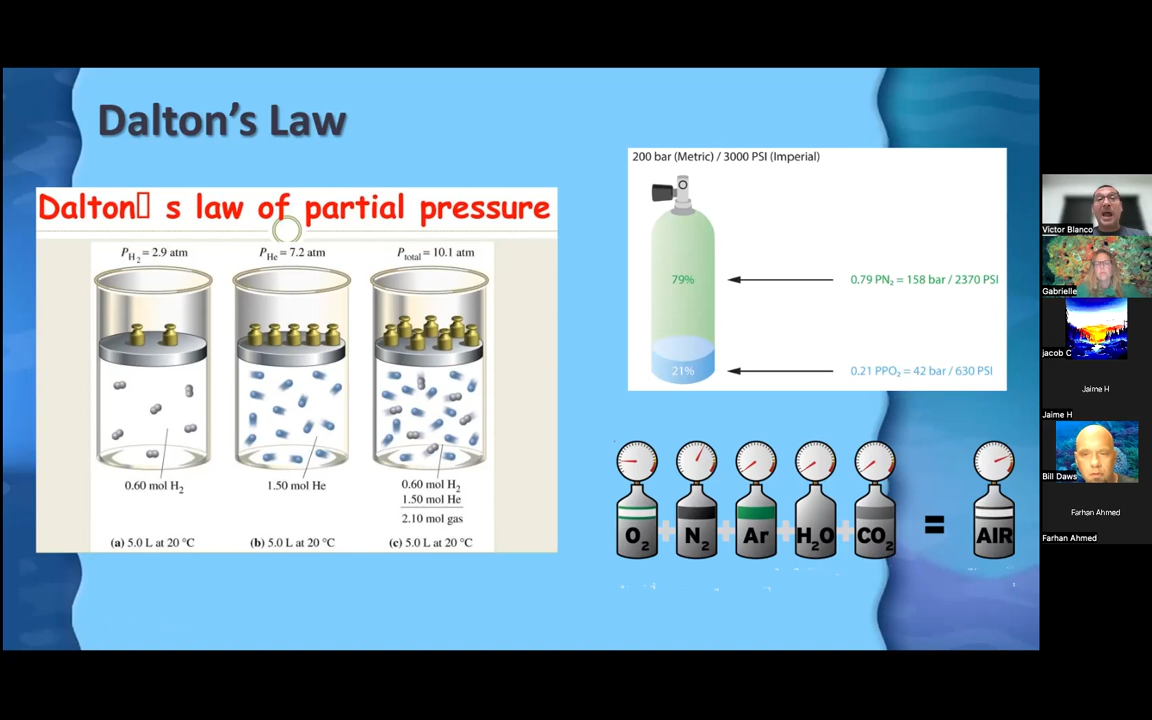 Dalton’s Law
Dalton▯ s law of partial pressure
P_H₂ = 2.9 atm
P_He = 7.2 atm
P_total = 10.1 atm
0.60 mol H₂
1.50 mol He
0.60 mol H₂
1.50 mol He
2.10 mol gas
(a) 5.0 L at 20 °C
(b) 5.0 L at 20 °C
(c) 5.0 L at 20 °C
200 bar (Metric) / 3000 PSI (Imperial)
79%
0.79 PN₂ = 158 bar / 2370 PSI
21%
0.21 PPO₂ = 42 bar / 630 PSI
O₂ + N₂ + Ar + H₂O + CO₂ = AIR
Victor Blanco
Gabrielle
jacob C
Jaime H
Jaime H
Bill Daws
Farhan Ahmed
Farhan Ahmed